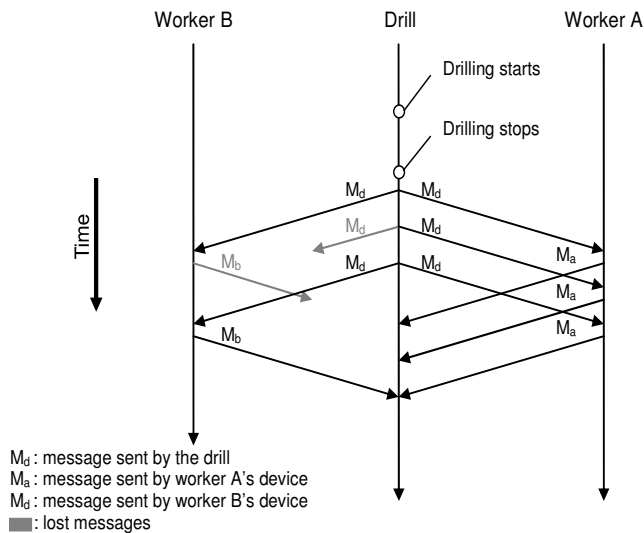 Worker B Drill Worker A
Drilling starts
Drilling stops
Md Md
Md Md
Mb Md Md Ma
Ma
Mb Ma
Time
Md : message sent by the drill
Ma : message sent by worker A's device
Md : message sent by worker B's device
: lost messages